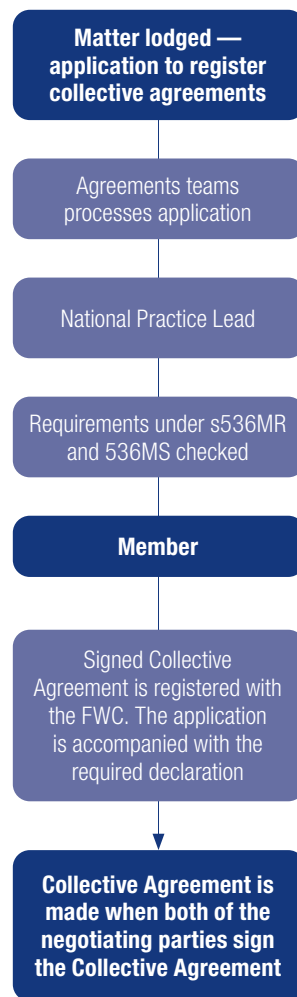 Matter lodged —
application to register
collective agreements
Agreements teams
processes application
National Practice Lead
Requirements under s536MR
and 536MS checked
Member
Signed Collective
Agreement is registered with
the FWC. The application
is accompanied with the
required declaration
Collective Agreement is
made when both of the
negotiating parties sign
the Collective Agreement